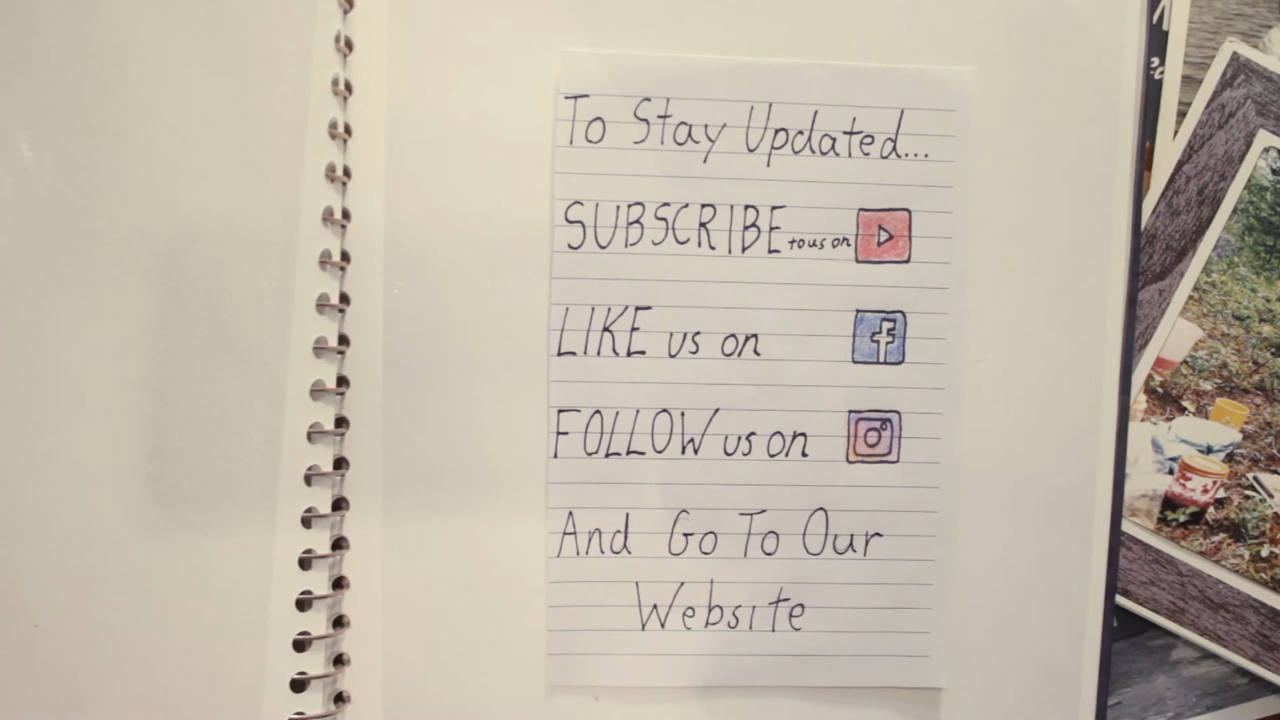 To Stay Updated...
SUBSCRIBE to us on
LIKE us on f
FOLLOW us on
And Go To Our
Website